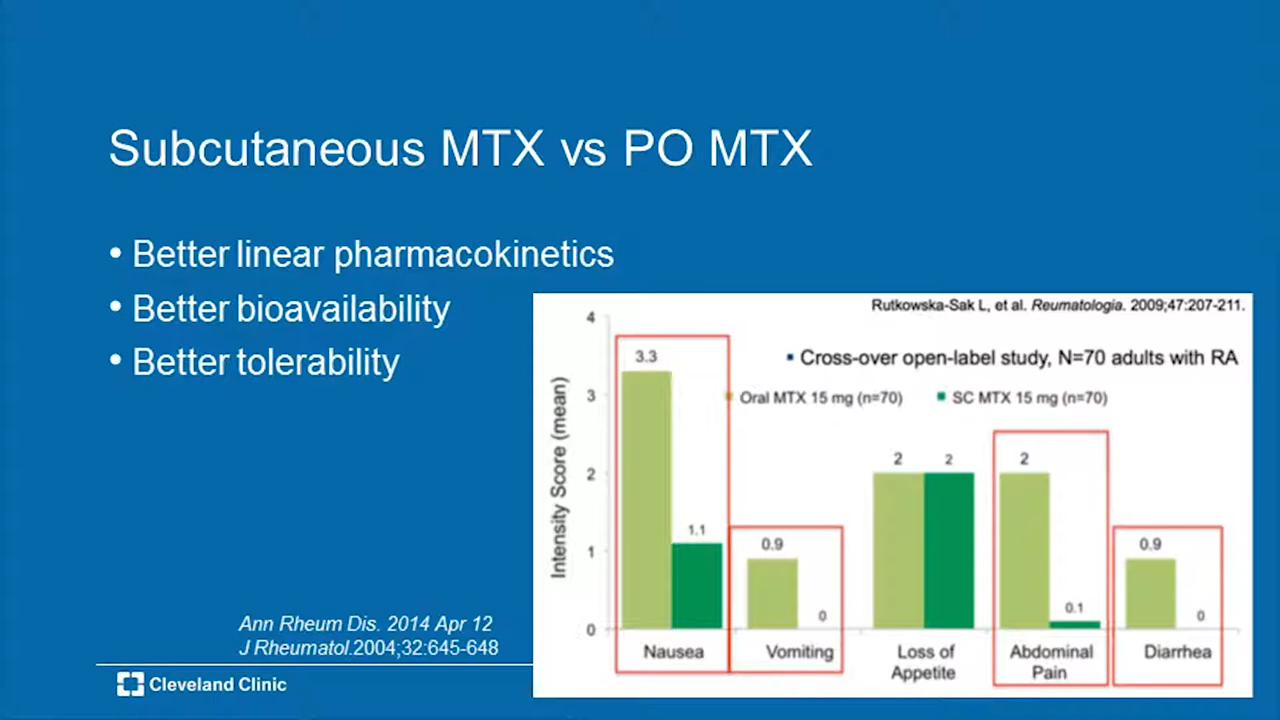 Subcutaneous MTX vs PO MTX
• Better linear pharmacokinetics
• Better bioavailability
• Better tolerability
Rutkowska-Sak L, et al. Reumatologia. 2009;47:207-211.
▪ Cross-over open-label study, N=70 adults with RA
Oral MTX 15 mg (n=70)
SC MTX 15 mg (n=70)
Intensity Score (mean)
4
3
2
1
0
3.3
1.1
0.9
0
2
2
2
0.1
0.9
0
Nausea
Vomiting
Loss of
Appetite
Abdominal
Pain
Diarrhea
Ann Rheum Dis. 2014 Apr 12
J Rheumatol.2004;32:645-648
Cleveland Clinic